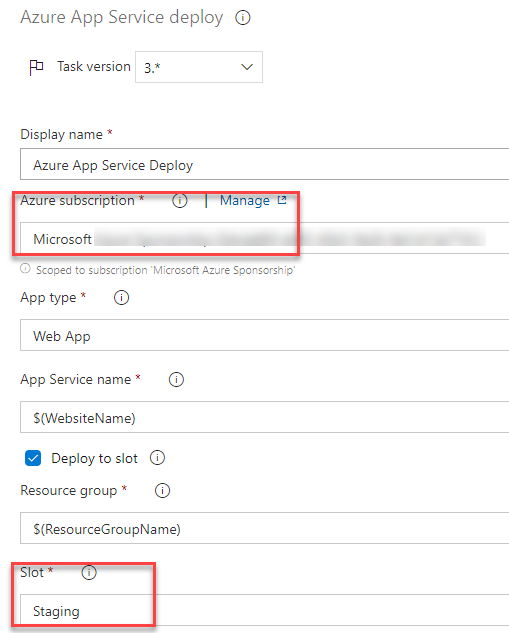 Azure App Service deploy
Task version 3.*
Display name *
Azure App Service Deploy
Azure subscription * | Manage
Microsoft
Scoped to subscription 'Microsoft Azure Sponsorship'
App type *
Web App
App Service name *
$(WebsiteName)
Deploy to slot
Resource group *
$(ResourceGroupName)
Slot *
Staging